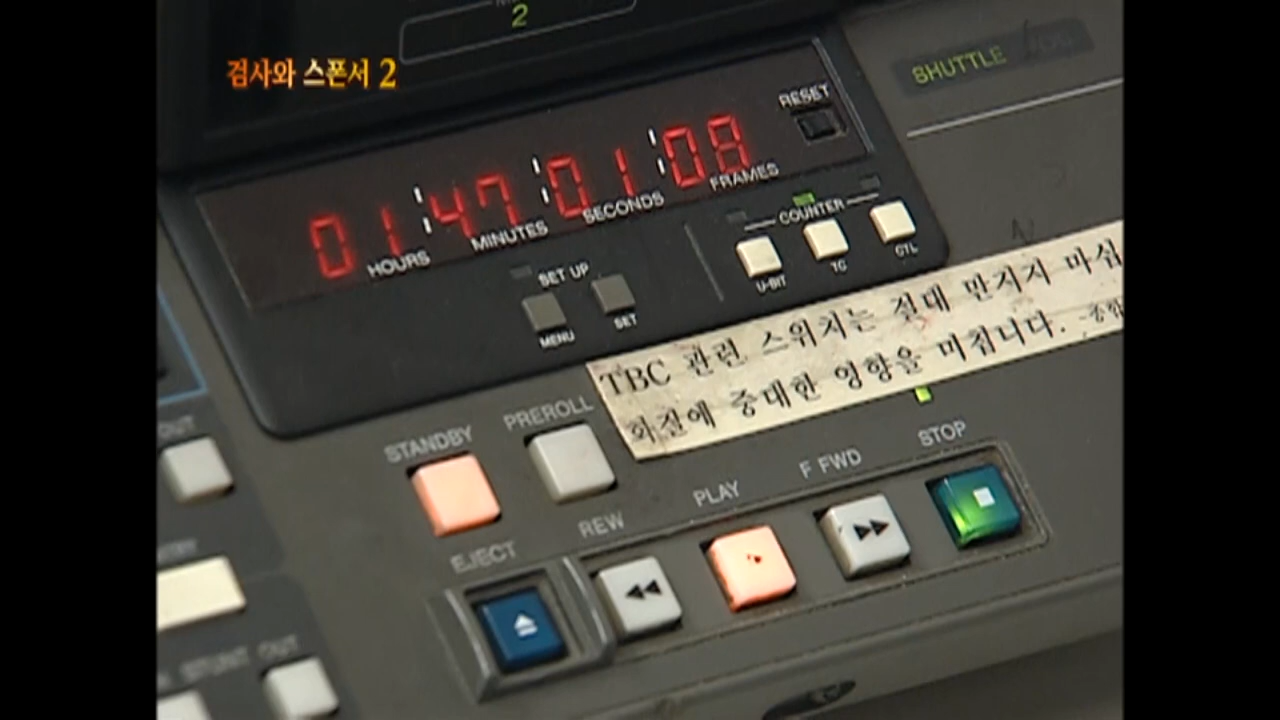 2
검사와 스폰서 2
SHUTTLE
RESET
01:47:01:08
HOURS MINUTES SECONDS FRAMES
COUNTER
U-BIT TC CTL
SET UP
MENU SET
TBC 관련 스위치는 절대 만지지 마십
화질에 중대한 영향을 미칩니다. 종합
OUT
STANDBY PREROLL
EJECT REW PLAY F FWD STOP
OUT